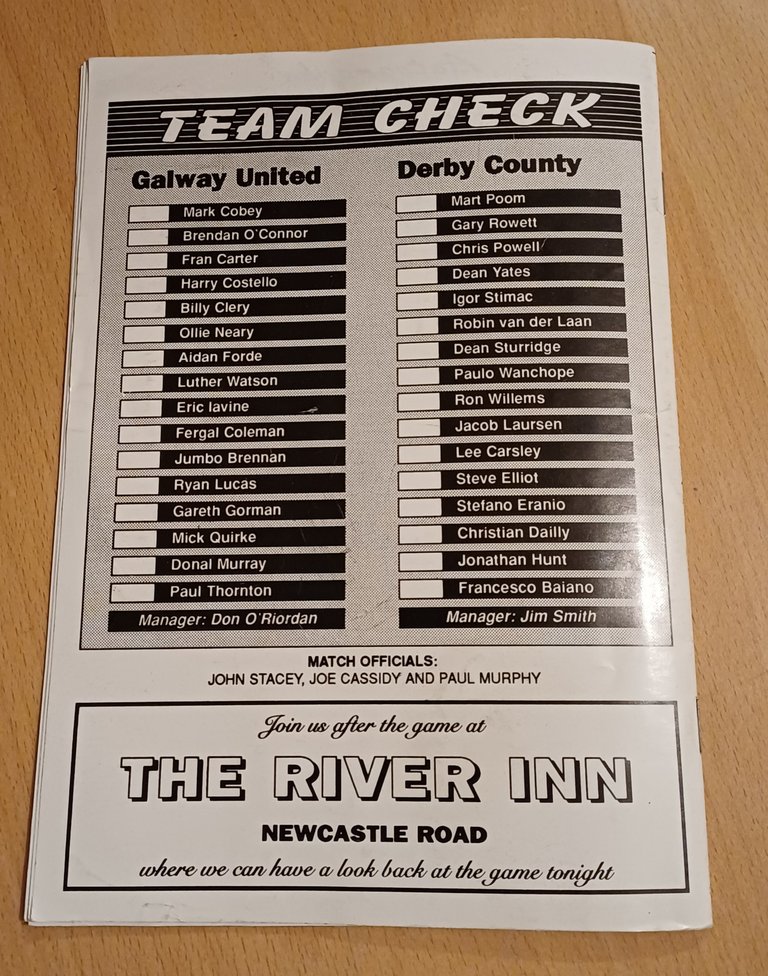 TEAM CHECK
Galway United
Mark Cobey
Brendan O'Connor
Fran Carter
Harry Costello
Billy Clery
Ollie Neary
Aidan Forde
Luther Watson
Eric lavine
Fergal Coleman
Jumbo Brennan
Ryan Lucas
Gareth Gorman
Mick Quirke
Donal Murray
Paul Thornton
Manager: Don O'Riordan
Derby County
Mart Poom
Gary Rowett
Chris Powell
Dean Yates
Igor Stimac
Robin van der Laan
Dean Sturridge
Paulo Wanchope
Ron Willems
Jacob Laursen
Lee Carsley
Steve Elliot
Stefano Eranio
Christian Dailly
Jonathan Hunt
Francesco Baiano
Manager: Jim Smith
MATCH OFFICIALS:
JOHN STACEY, JOE CASSIDY AND PAUL MURPHY
Join us after the game at
THE RIVER INN
NEWCASTLE ROAD
where we can have a look back at the game tonight